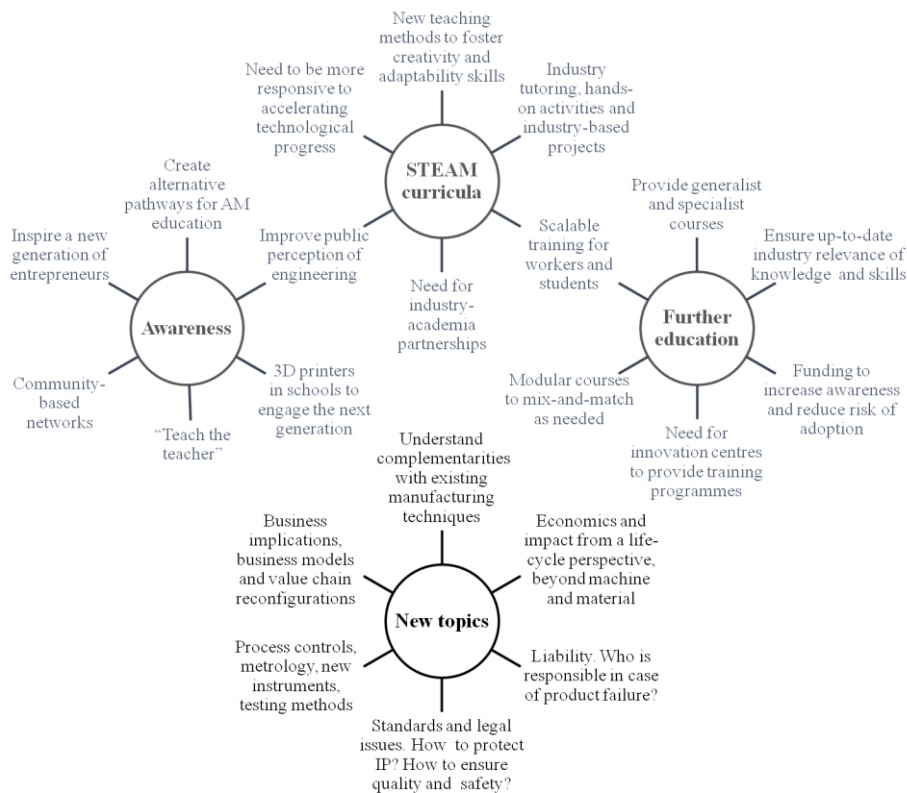 New teaching
methods to foster
creativity and
adaptability skills
Need to be more
responsive to
accelerating
technological
progress
Industry
tutoring, hands-
on activities and
industry-based
projects
STEAM
curricula
Improve public
perception of
engineering
Need for
industry-
academia
partnerships
Scalable
training for
workers and
students
Create
alternative
pathways for AM
education
Inspire a new
generation of
entrepreneurs
Awareness
Community-
based
networks
“Teach the
teacher”
3D printers
in schools to
engage the next
generation
Provide generalist
and specialist
courses
Ensure up-to-date
industry relevance of
knowledge and skills
Further
education
Modular courses
to mix-and-match
as needed
Need for
innovation centres
to provide training
programmes
Funding to
increase awareness
and reduce risk of
adoption
Understand
complementarities
with existing
manufacturing
techniques
Business
implications,
business models
and value chain
reconfigurations
Economics and
impact from a life-
cycle perspective,
beyond machine
and material
New topics
Process controls,
metrology, new
instruments,
testing methods
Liability. Who is
responsible in case
of product failure?
Standards and legal
issues. How to protect
IP? How to ensure
quality and safety?